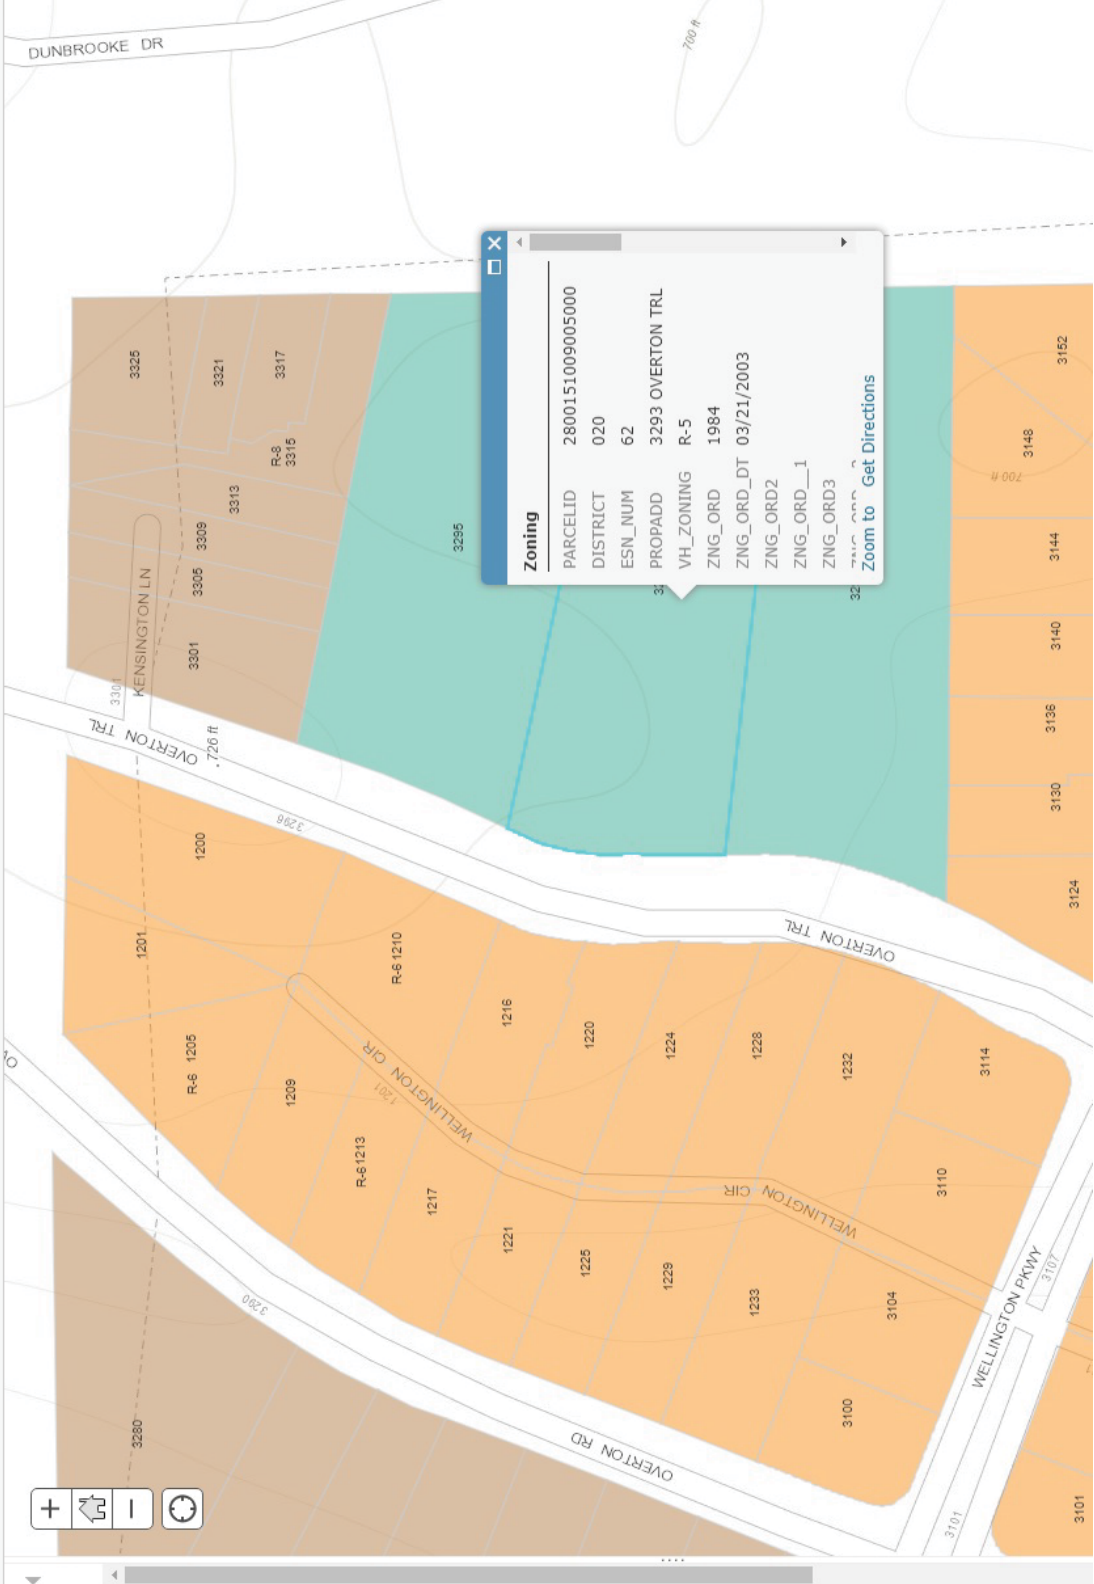 DUNBROOKE DR
700 ft
Zoning
PARCELID 2800151009005000
DISTRICT 020
ESN_NUM 62
PROPADD 3293 OVERTON TRL
VH_ZONING R-5
ZNG_ORD 1984
ZNG_ORD_DT 03/21/2003
ZNG_ORD2
ZNG_ORD__1
ZNG_ORD3
Zoom to Get Directions
3325
3321
3317
R-8
3315
3313
3309
3305
3301
KENSINGTON LN
3301
3295
OVERTON TRL
726 ft
3296
OVERTON TRL
3152
3148
700 ft
3144
3140
3136
3130
3124
1200
1201
R-6 1205
1209
R-6 1210
R-6 1213
1216
1217
1220
1221
1224
1225
1228
1229
1232
1233
WELLINGTON CIR
1201
WELLINGTON CIR
3114
3110
3104
3100
WELLINGTON PKWY
3107
3101
3101
3290
OVERTON RD
3280